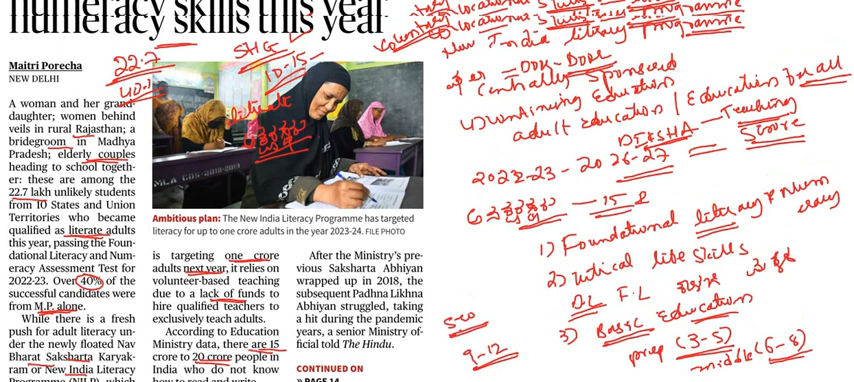 numeracy skills this year
Maitri Porecha
NEW DELHI
22.7
40%
SHG
10-15
A woman and her grand-
daughter; women behind
veils in rural Rajasthan; a
bridegroom in Madhya
Pradesh; elderly couples
heading to school togeth-
er: these are among the
22.7 lakh unlikely students
from 10 States and Union
Territories who became
qualified as literate adults
this year, passing the Foun-
dational Literacy and Num-
eracy Assessment Test for
2022-23. Over 40% of the
successful candidates were
from M.P. alone.
While there is a fresh
push for adult literacy un-
der the newly floated Nav
Bharat Saksharta Karyak-
ram or New India Literacy
Programme (NILP), which
Ambitious plan: The New India Literacy Programme has targeted
literacy for up to one crore adults in the year 2023-24. FILE PHOTO
is targeting one crore
adults next year, it relies on
volunteer-based teaching
due to a lack of funds to
hire qualified teachers to
exclusively teach adults.
According to Education
Ministry data, there are 15
crore to 20 crore people in
India who do not know
how to read and write
After the Ministry's pre-
vious Saksharta Abhiyan
wrapped up in 2018, the
subsequent Padhna Likhna
Abhiyan struggled, taking
a hit during the pandemic
years, a senior Ministry of-
ficial told The Hindu.
CONTINUED ON
» PAGE 14
New India literacy programme
Centrally Sponsored
Continuing Education
adult education | Education for all
DIKSHA — Teaching
2022-23 - 2026-27 Score
15
1) Foundational literacy & Num
eracy
2) Critical life skills
D.L F.L
3) Basic Education
prep (3-5)
middle (6-8)
9-12